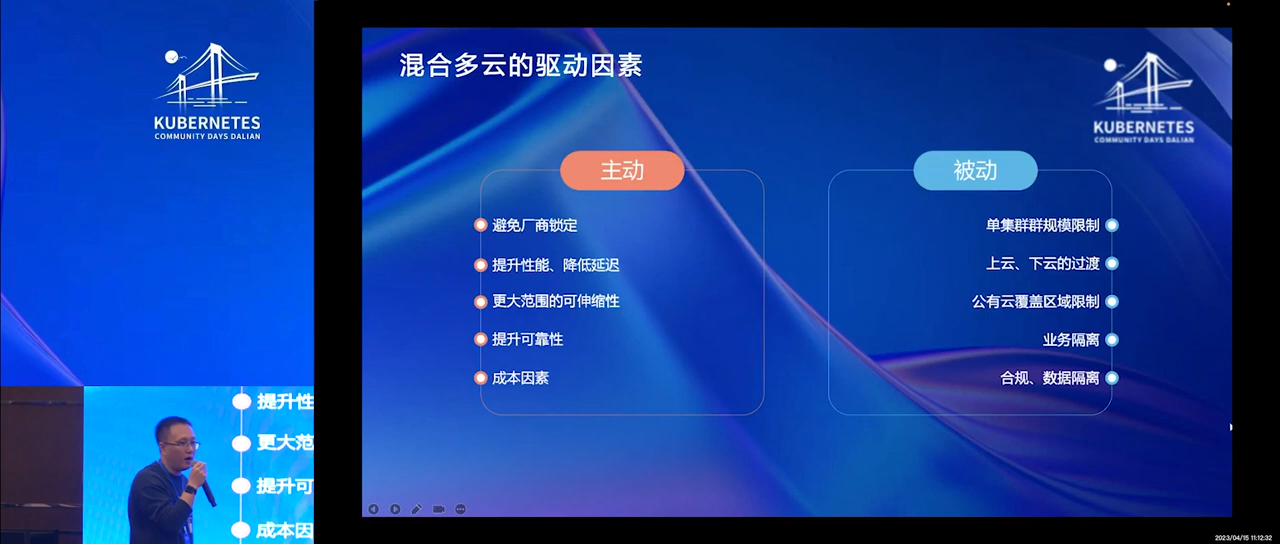 KUBERNETES
COMMUNITY DAYS DALIAN
混合多云的驱动因素
KUBERNETES
COMMUNITY DAYS DALIAN
主动
避免厂商锁定
提升性能、降低延迟
更大范围的可伸缩性
提升可靠性
成本因素
被动
单集群群规模限制
上云、下云的过渡
公有云覆盖区域限制
业务隔离
合规、数据隔离
提升性
更大范
提升可
成本因
2023/04/15 11:12:32